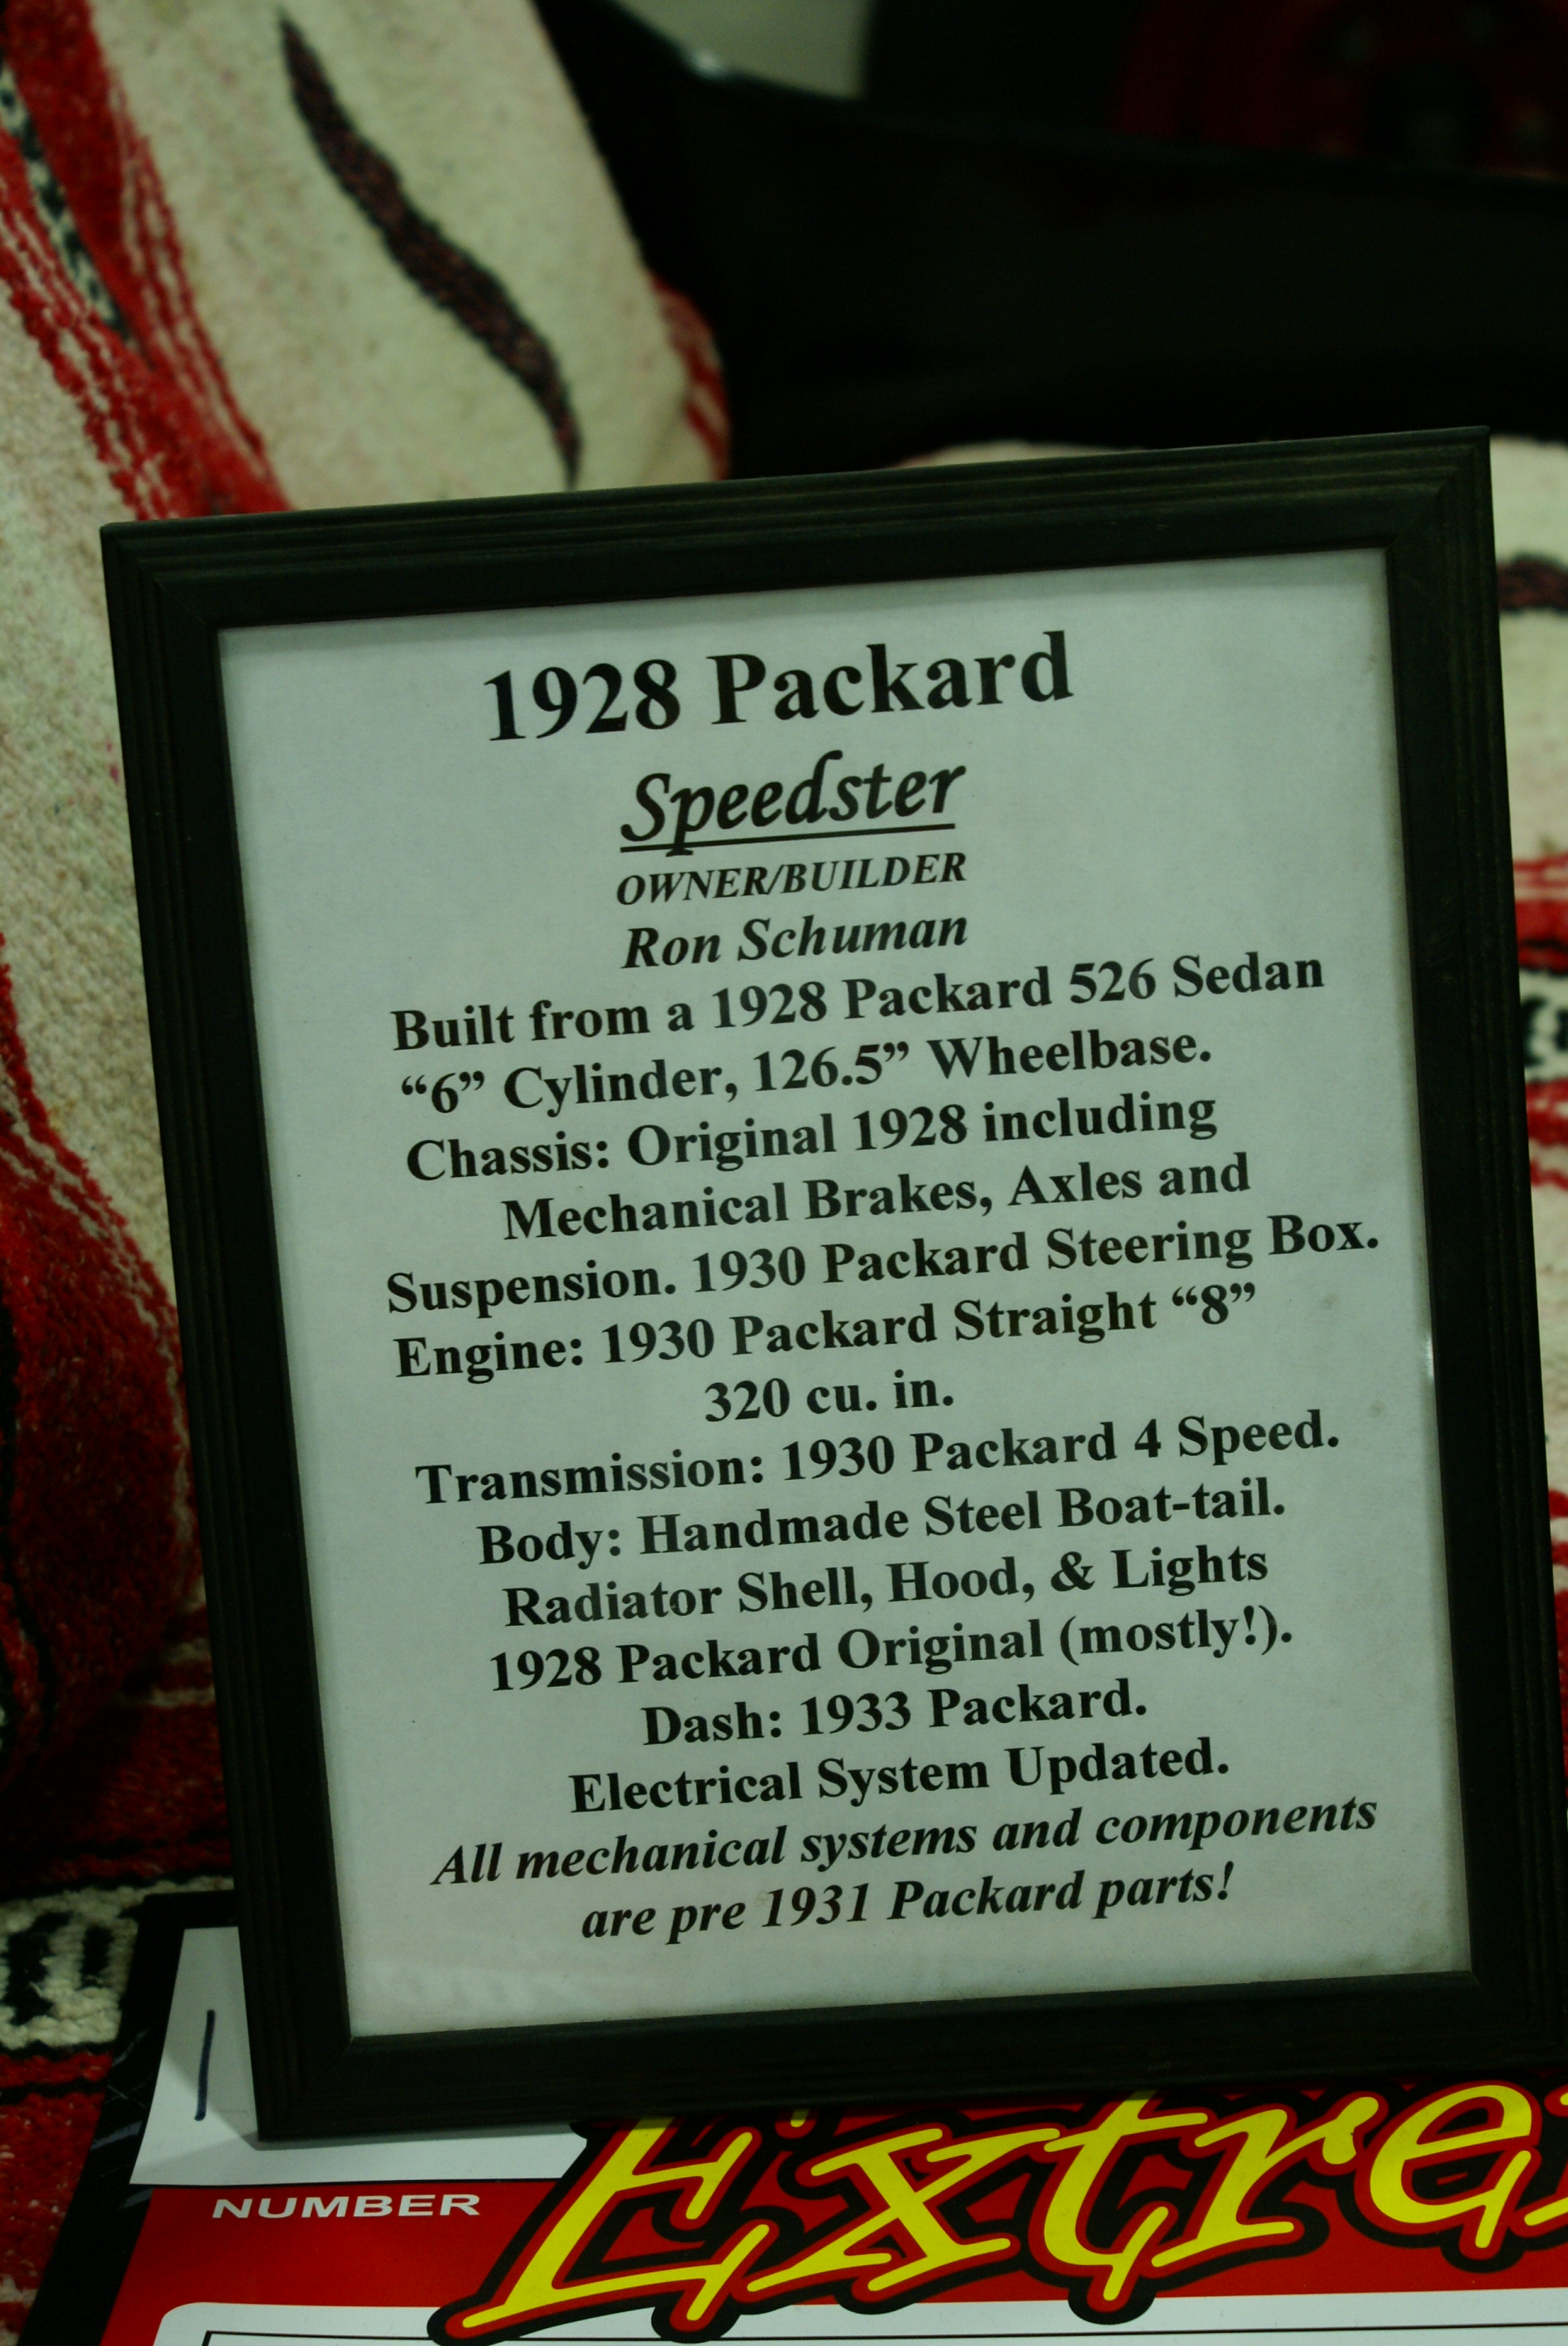 1928 Packard
Speedster
OWNER/BUILDER
Ron Schuman
Built from a 1928 Packard 526 Sedan
“6” Cylinder, 126.5” Wheelbase.
Chassis: Original 1928 including
Mechanical Brakes, Axles and
Suspension. 1930 Packard Steering Box.
Engine: 1930 Packard Straight “8”
320 cu. in.
Transmission: 1930 Packard 4 Speed.
Body: Handmade Steel Boat-tail.
Radiator Shell, Hood, & Lights
1928 Packard Original (mostly!).
Dash: 1933 Packard.
Electrical System Updated.
All mechanical systems and components
are pre 1931 Packard parts!
1
NUMBER
Extre